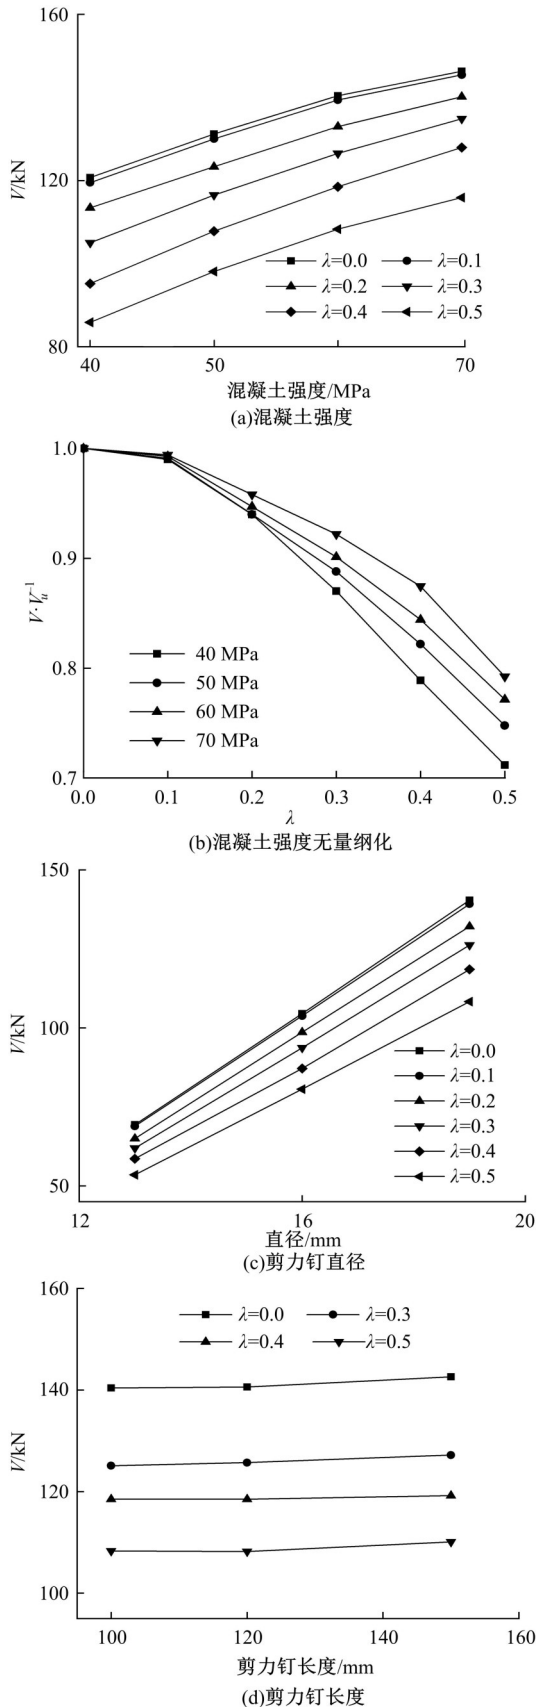 160
120
80
V/kN
λ=0.0 λ=0.1
λ=0.2 λ=0.3
λ=0.4 λ=0.5
40 50 70
混凝土强度/MPa
(a)混凝土强度
1.0
0.9
0.8
0.7
V·Vu⁻¹
40 MPa
50 MPa
60 MPa
70 MPa
0.0 0.1 0.2 0.3 0.4 0.5
λ
(b)混凝土强度无量纲化
150
100
50
V/kN
λ=0.0
λ=0.1
λ=0.2
λ=0.3
λ=0.4
λ=0.5
12 16 20
直径/mm
(c)剪力钉直径
160
140
120
100
V/kN
λ=0.0 λ=0.3
λ=0.4 λ=0.5
100 120 140 160
剪力钉长度/mm
(d)剪力钉长度